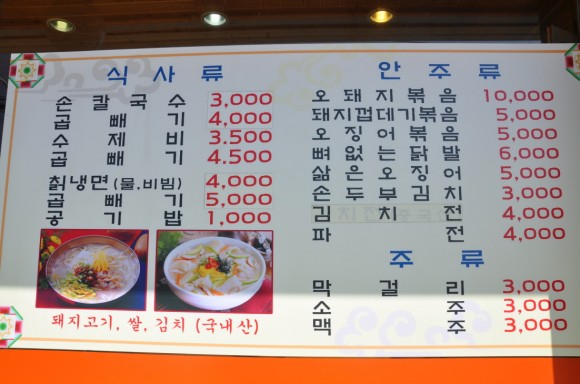 식사류
손칼국수 3,000
곱빼기 4,000
수제비 3.500
곱빼기 4.500
칡냉면(물,비빔) 4,000
곱빼기 5,000
공기밥 1,000
돼지고기, 쌀, 김치 (국내산)
안주류
오돼지볶음 10,000
돼지껍데기볶음 5,000
오징어볶음 5,000
뼈없는닭발 6,000
삶은오징어 5,000
손두부김치 3,000
김치전 4,000
파전 4,000
주류
막걸리 3,000
소주 3,000
맥주 3,000